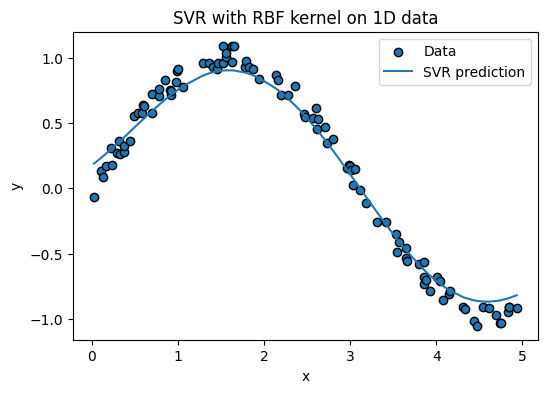 SVR with RBF kernel on 1D data
Data
SVR prediction
1.0
0.5
0.0
−0.5
−1.0
y
0
1
2
3
4
5
x